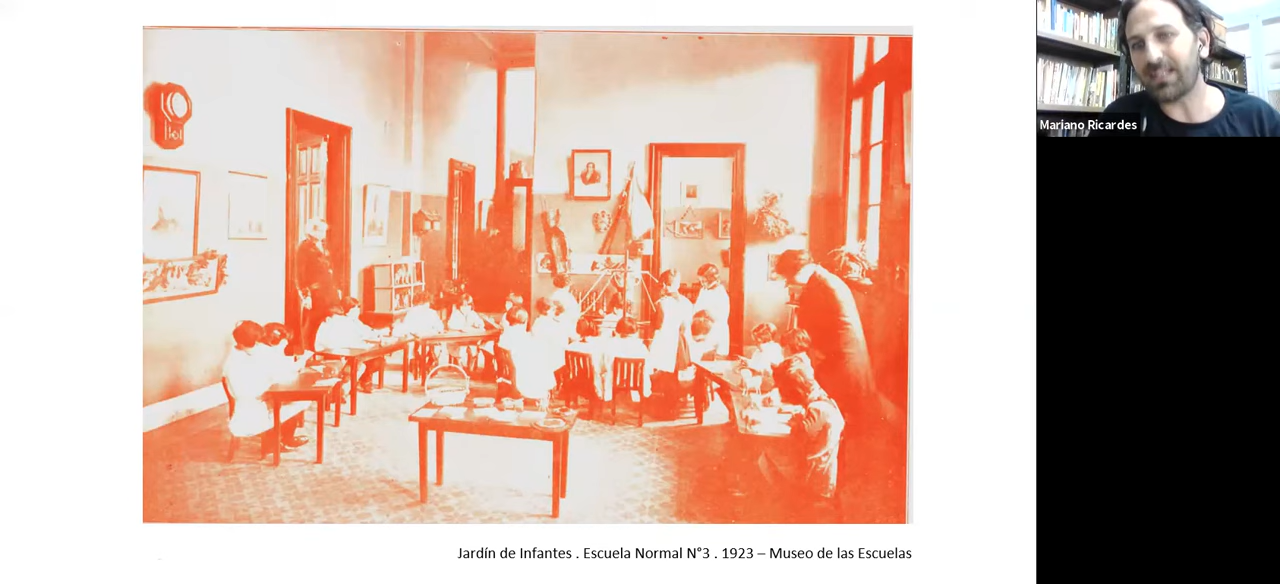 Mariano Ricardes
Jardín de Infantes . Escuela Normal N°3 . 1923 – Museo de las Escuelas